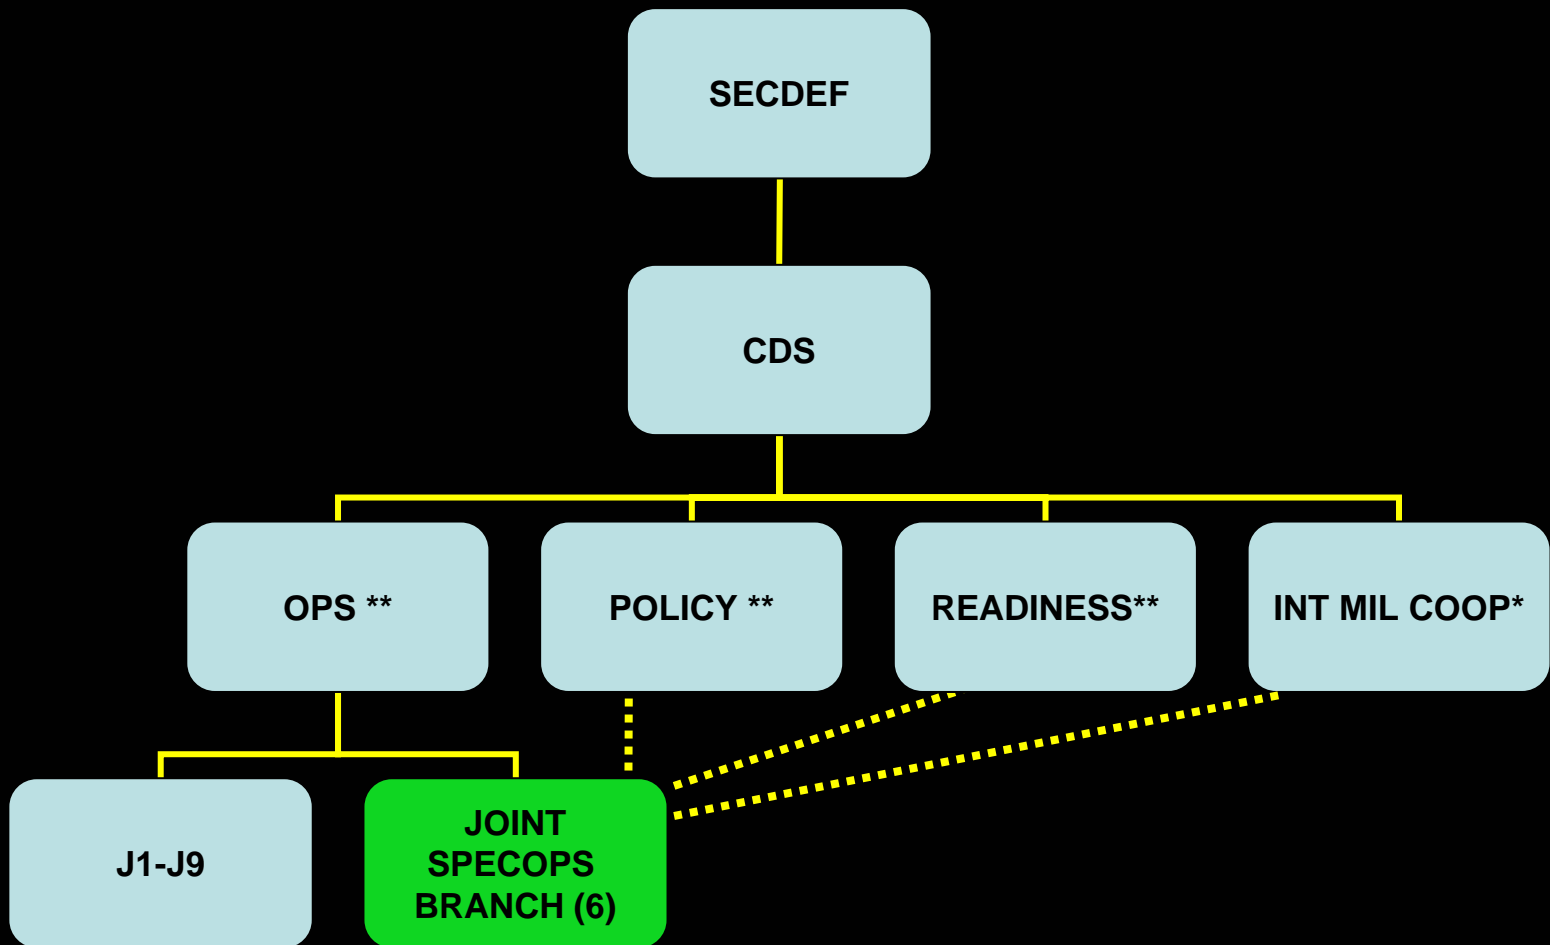 SECDEF
CDS
OPS **
POLICY **
READINESS**
INT MIL COOP*
J1-J9
JOINT
SPECOPS
BRANCH (6)